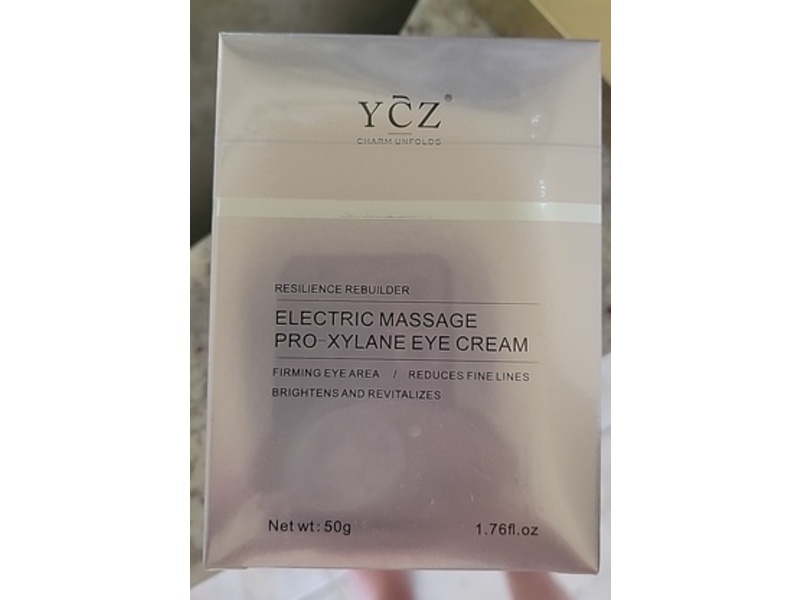 YCZ®
CHARM UNFOLDS
RESILIENCE REBUILDER
ELECTRIC MASSAGE
PRO-XYLANE EYE CREAM
FIRMING EYE AREA / REDUCES FINE LINES
BRIGHTENS AND REVITALIZES
Net wt: 50g 1.76fl.oz